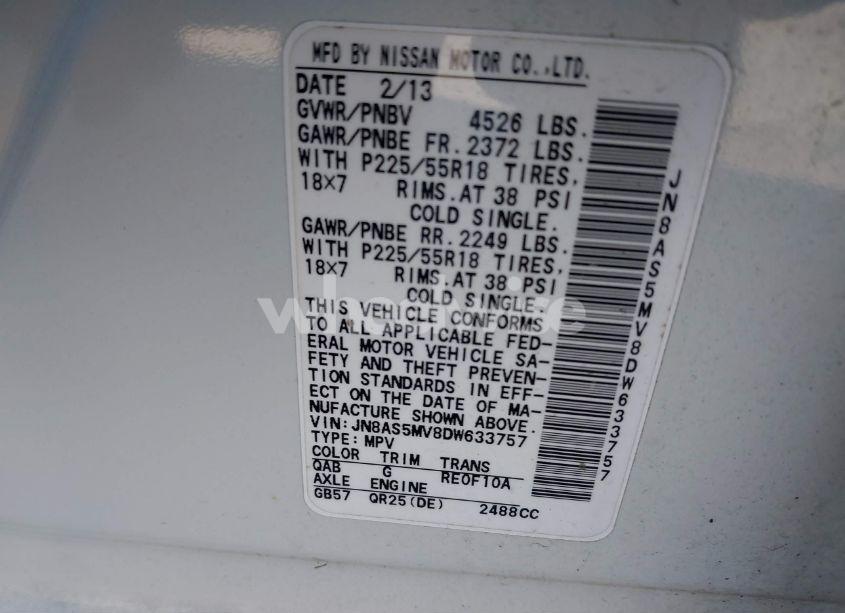 MFD BY NISSAN MOTOR CO.,LTD.
DATE 2/13
GVWR/PNBV 4526 LBS.
GAWR/PNBE FR.2372 LBS.
WITH P225/55R18 TIRES,
18×7 RIMS.AT 38 PSI
COLD SINGLE.
GAWR/PNBE RR.2249 LBS.
WITH P225/55R18 TIRES,
18×7 RIMS.AT 38 PSI
COLD SINGLE.
THIS VEHICLE CONFORMS
TO ALL APPLICABLE FED-
ERAL MOTOR VEHICLE SA-
FETY AND THEFT PREVEN-
TION STANDARDS IN EFF-
ECT ON THE DATE OF MA-
NUFACTURE SHOWN ABOVE.
VIN:JN8AS5MV8DW633757
TYPE:MPV
COLOR TRIM TRANS
QAB G RE0F10A
AXLE ENGINE
GB57 QR25(DE) 2488CC
JN8AS5MV8DW633757